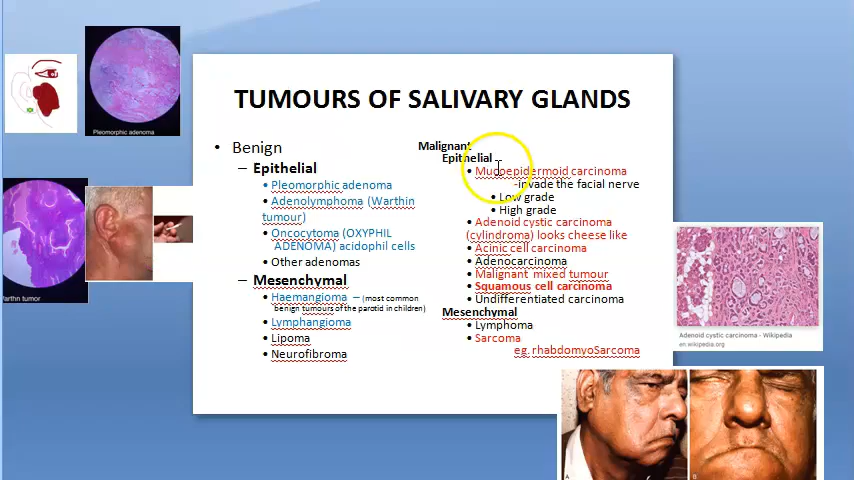 TUMOURS OF SALIVARY GLANDS
• Benign
– Epithelial
• Pleomorphic adenoma
• Adenolymphoma (Warthin
tumour)
• Oncocytoma (OXYPHIL
ADENOMA) acidophil cells
• Other adenomas
– Mesenchymal
• Haemangioma – (most common
benign tumours of the parotid in children)
• Lymphangioma
• Lipoma
• Neurofibroma
Malignant
Epithelial
• Mucoepidermoid carcinoma
-invade the facial nerve
• Low grade
• High grade
• Adenoid cystic carcinoma
(cylindroma) looks cheese like
• Acinic cell carcinoma
• Adenocarcinoma
• Malignant mixed tumour
• Squamous cell carcinoma
• Undifferentiated carcinoma
Mesenchymal
• Lymphoma
• Sarcoma
eg. rhabdomyoSarcoma
Pleomorphic adenoma
arthin tumor
Adenoid cystic carcinoma - Wikipedia
en.wikipedia.org
A
B